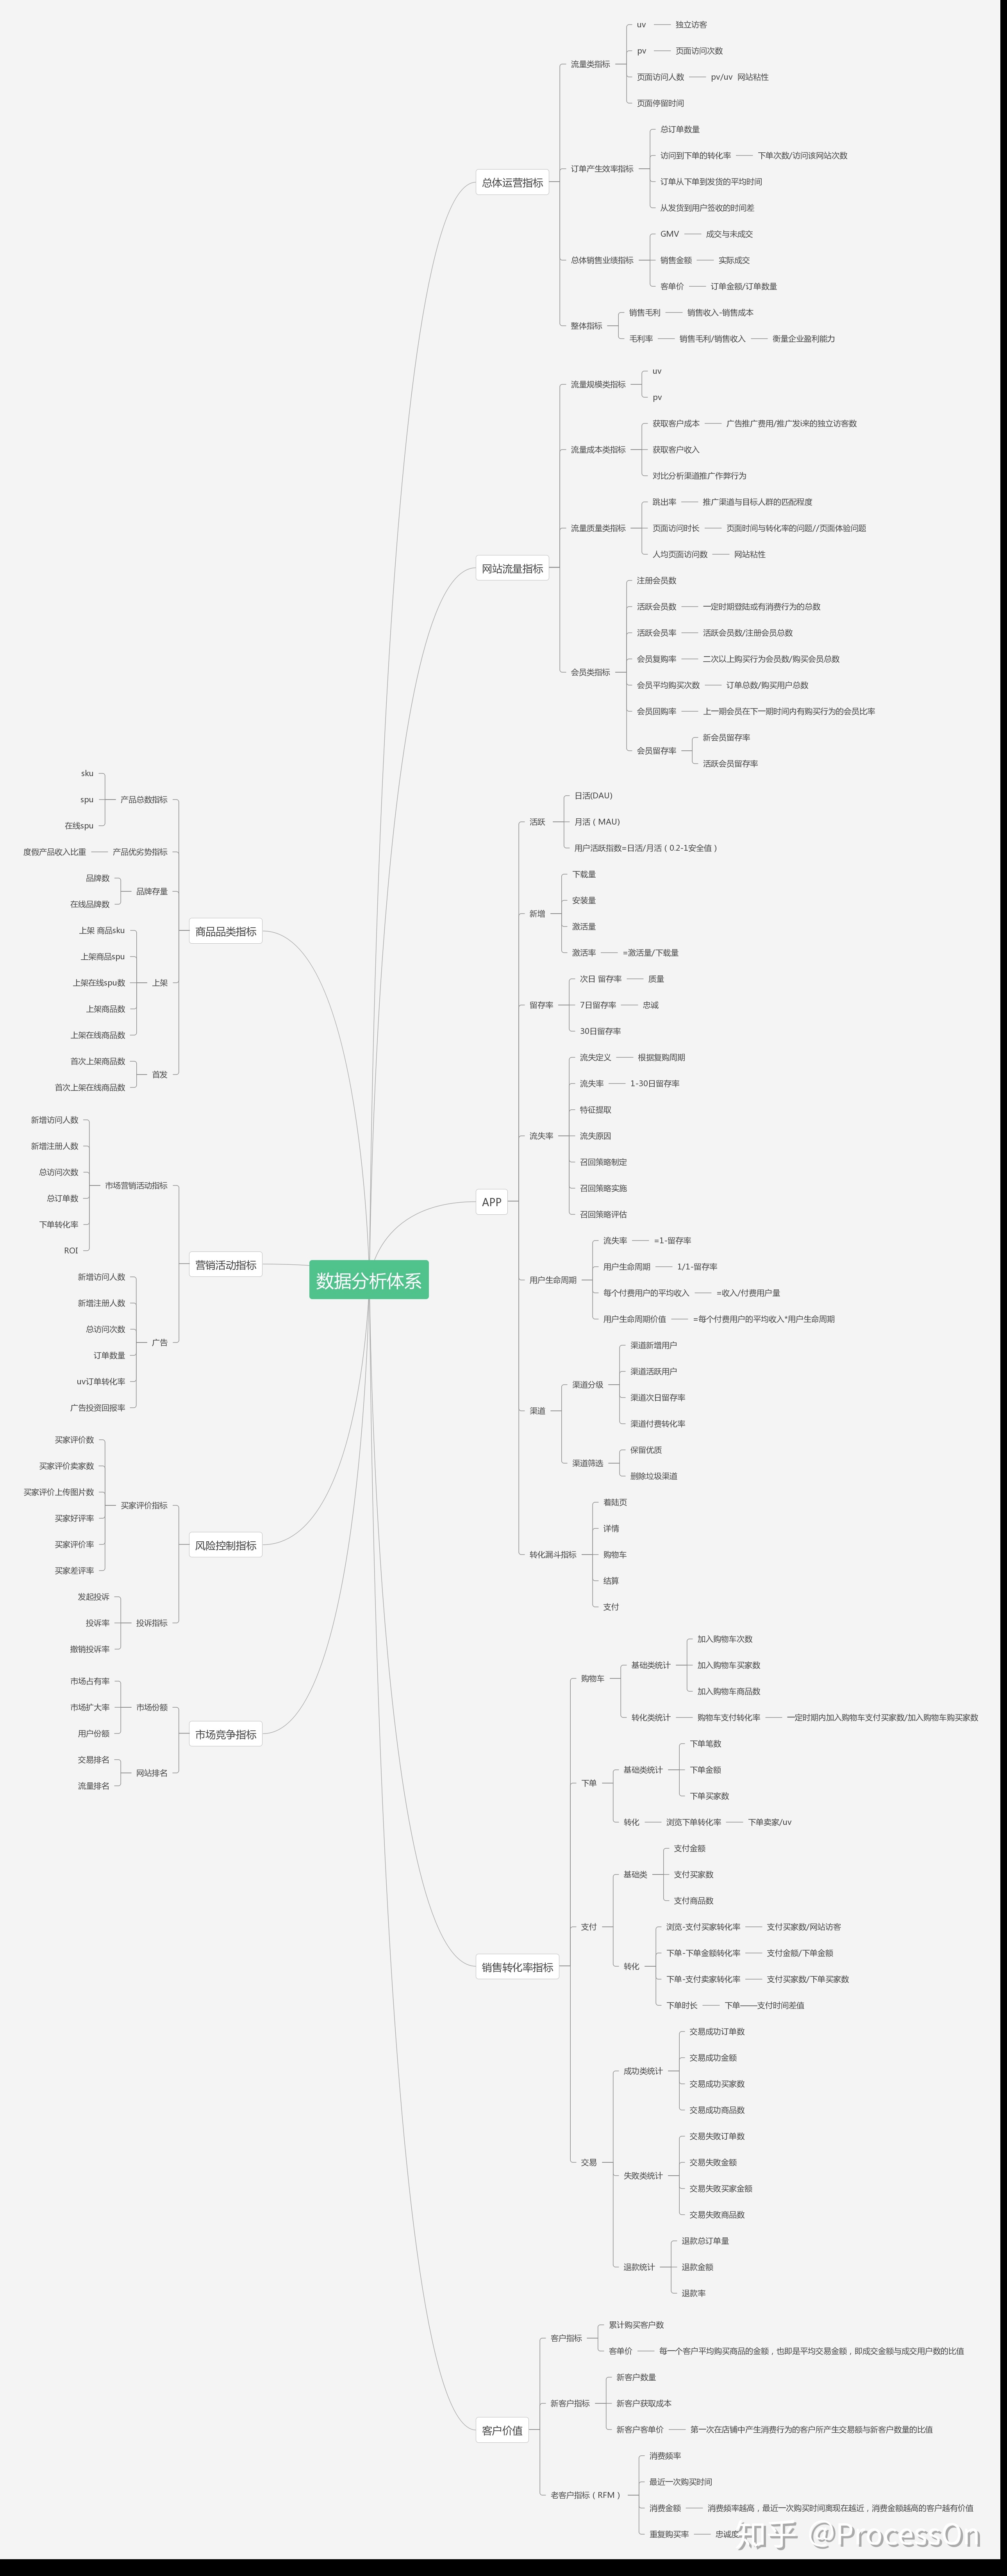 数据分析体系
总体运营指标
流量类指标
uv 独立访客
pv 页面访问次数
页面访问人数 pv/uv 网站粘性
页面停留时间
订单产生效率指标
总订单数量
访问到下单的转化率 下单次数/访问该网站次数
订单从下单到发货的平均时间
从发货到用户签收的时间差
总体销售业绩指标
GMV 成交与未成交
销售金额 实际成交
客单价 订单金额/订单数量
整体指标
销售毛利 销售收入-销售成本
毛利率 销售毛利/销售收入 衡量企业盈利能力
网站流量指标
流量规模类指标
uv
pv
流量成本类指标
获取客户成本 广告推广费用/推广发i来的独立访客数
获取客户收入
对比分析渠道推广作弊行为
流量质量类指标
跳出率 推广渠道与目标人群的匹配程度
页面访问时长 页面时间与转化率的问题//页面体验问题
人均页面访问数 网站粘性
会员类指标
注册会员数
活跃会员数 一定时期登陆或有消费行为的总数
活跃会员率 活跃会员数/注册会员总数
会员复购率 二次以上购买行为会员数/购买会员总数
会员平均购买次数 订单总数/购买用户总数
会员回购率 上一期会员在下一期时间内有购买行为的会员比率
会员留存率
新会员留存率
活跃会员留存率
APP
活跃
日活(DAU)
月活（MAU)
用户活跃指数=日活/月活（0.2-1安全值）
新增
下载量
安装量
激活量
激活率 =激活量/下载量
留存率
次日 留存率 质量
7日留存率 忠诚
30日留存率
流失率
流失定义 根据复购周期
流失率 1-30日留存率
特征提取
流失原因
召回策略制定
召回策略实施
召回策略评估
用户生命周期
流失率 =1-留存率
用户生命周期 1/1-留存率
每个付费用户的平均收入 =收入/付费用户量
用户生命周期价值 =每个付费用户的平均收入*用户生命周期
渠道
渠道分级
渠道新增用户
渠道活跃用户
渠道次日留存率
渠道付费转化率
渠道筛选
保留优质
删除垃圾渠道
转化漏斗指标
着陆页
详情
购物车
结算
支付
销售转化率指标
购物车
基础类统计
加入购物车次数
加入购物车买家数
加入购物车商品数
转化类统计 购物车支付转化率 一定时期内加入购物车支付买家数/加入购物车购买家数
下单
基础类统计
下单笔数
下单金额
下单买家数
转化 浏览下单转化率 下单卖家/uv
支付
基础类
支付金额
支付买家数
支付商品数
转化
浏览-支付买家转化率 支付买家数/网站访客
下单-下单金额转化率 支付金额/下单金额
下单-支付卖家转化率 支付买家数/下单买家数
下单时长 下单——支付时间差值
交易
成功类统计
交易成功订单数
交易成功金额
交易成功买家数
交易成功商品数
失败类统计
交易失败订单数
交易失败金额
交易失败买家金额
交易失败商品数
退款统计
退款总订单量
退款金额
退款率
客户价值
客户指标
累计购买客户数
客单价 每一个客户平均购买商品的金额，也即是平均交易金额，即成交金额与成交用户数的比值
新客户指标
新客户数量
新客户获取成本
新客户客单价 第一次在店铺中产生消费行为的客户所产生交易额与新客户数量的比值
老客户指标（RFM）
消费频率
最近一次购买时间
消费金额 消费频率越高，最近一次购买时间离现在越近，消费金额越高的客户越有价值
重复购买率 忠诚度
商品品类指标
产品总数指标
sku
spu
在线spu
产品优劣势指标 度假产品收入比重
品牌存量
品牌数
在线品牌数
上架
上架 商品sku
上架商品spu
上架在线spu数
上架商品数
上架在线商品数
首发
首次上架商品数
首次上架在线商品数
营销活动指标
市场营销活动指标
新增访问人数
新增注册人数
总访问次数
总订单数
下单转化率
ROI
广告
新增访问人数
新增注册人数
总访问次数
订单数量
uv订单转化率
广告投资回报率
风险控制指标
买家评价指标
买家评价数
买家评价卖家数
买家评价上传图片数
买家好评率
买家评价率
买家差评率
投诉指标
发起投诉
投诉率
撤销投诉率
市场竞争指标
市场份额
市场占有率
市场扩大率
用户份额
网站排名
交易排名
流量排名
知乎 @ProcessOn